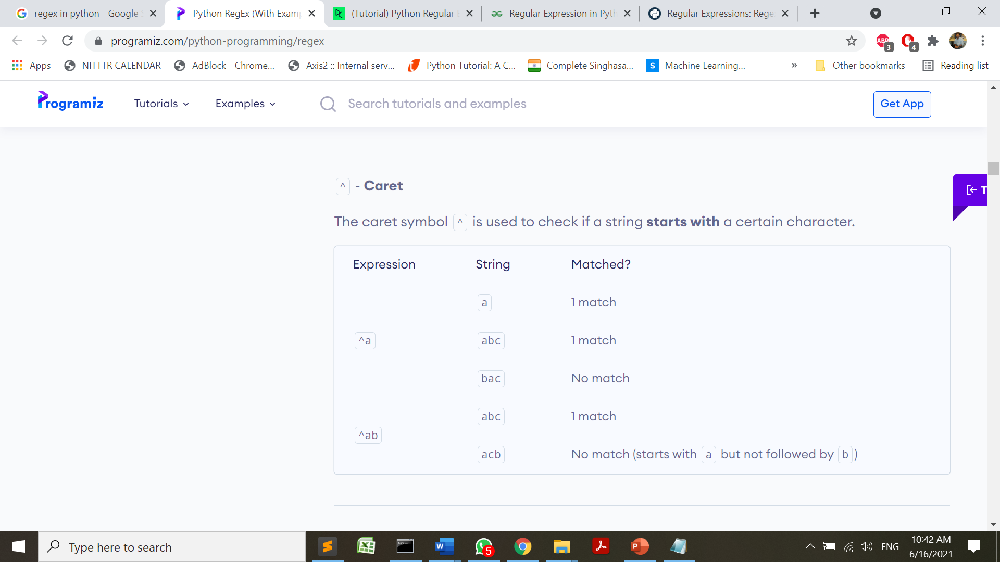 regex in python - Google
Python RegEx (With Exam
(Tutorial) Python Regular
Regular Expression in Pyth
Regular Expressions: Rege
programiz.com/python-programming/regex
ABP 3
4
Apps
NITTTR CALENDAR
AdBlock - Chrome...
Axis2 :: Internal serv...
Python Tutorial: A C...
Complete Singhasa...
S Machine Learning...
»
Other bookmarks
Reading list
Programiz
Tutorials
Examples
Search tutorials and examples
Get App
^ - Caret
T
The caret symbol ^ is used to check if a string starts with a certain character.
Expression String Matched?
a 1 match
^a abc 1 match
bac No match
abc 1 match
^ab
acb No match (starts with a but not followed by b )
Type here to search
5
ENG
10:42 AM
6/16/2021